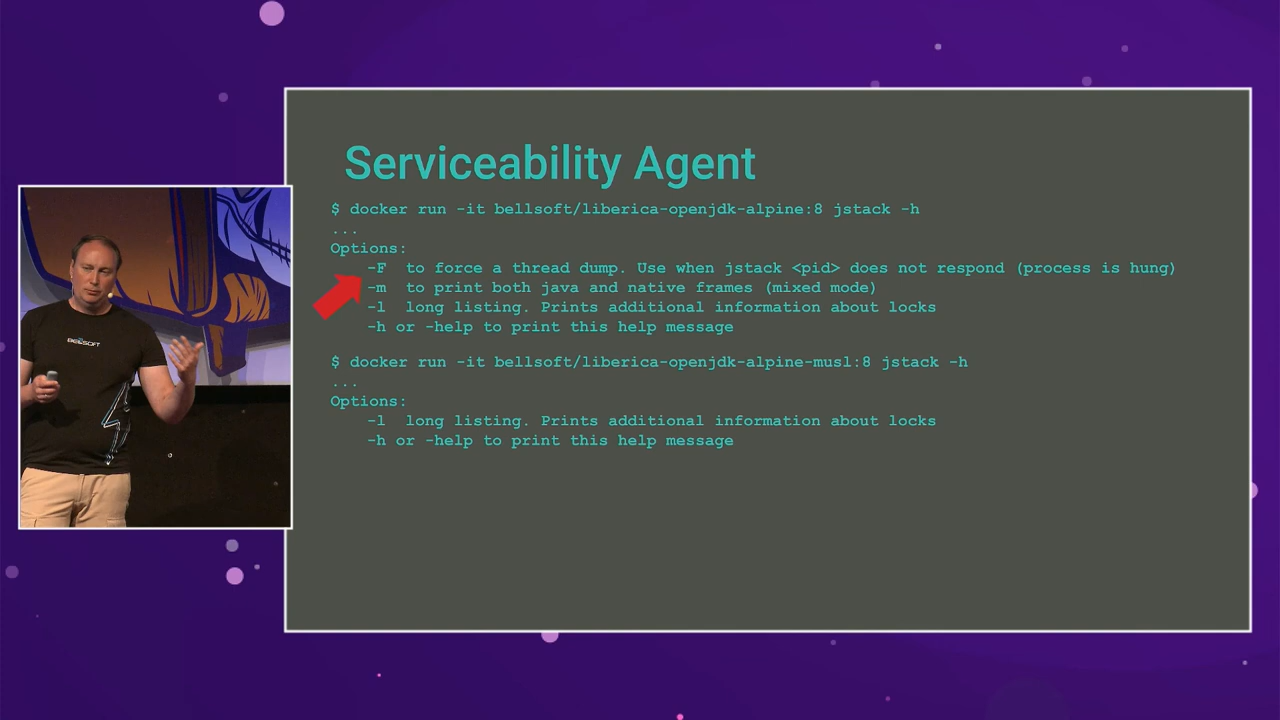 Serviceability Agent
$ docker run -it bellsoft/liberica-openjdk-alpine:8 jstack -h
...
Options:
-F  to force a thread dump. Use when jstack <pid> does not respond (process is hung)
-m  to print both java and native frames (mixed mode)
-l  long listing. Prints additional information about locks
-h or -help to print this help message
$ docker run -it bellsoft/liberica-openjdk-alpine-musl:8 jstack -h
...
Options:
-l  long listing. Prints additional information about locks
-h or -help to print this help message
BELLSOFT